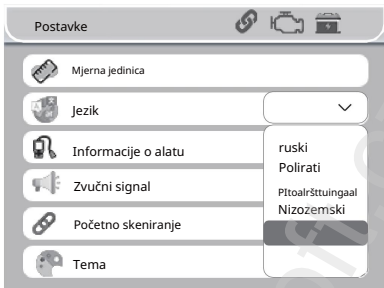 Postavke
Mjerna jedinica
Jezik
Informacije o alatu
ruski
Polirati
Zvučni signal
Nizozemski
Početno skeniranje
Tema